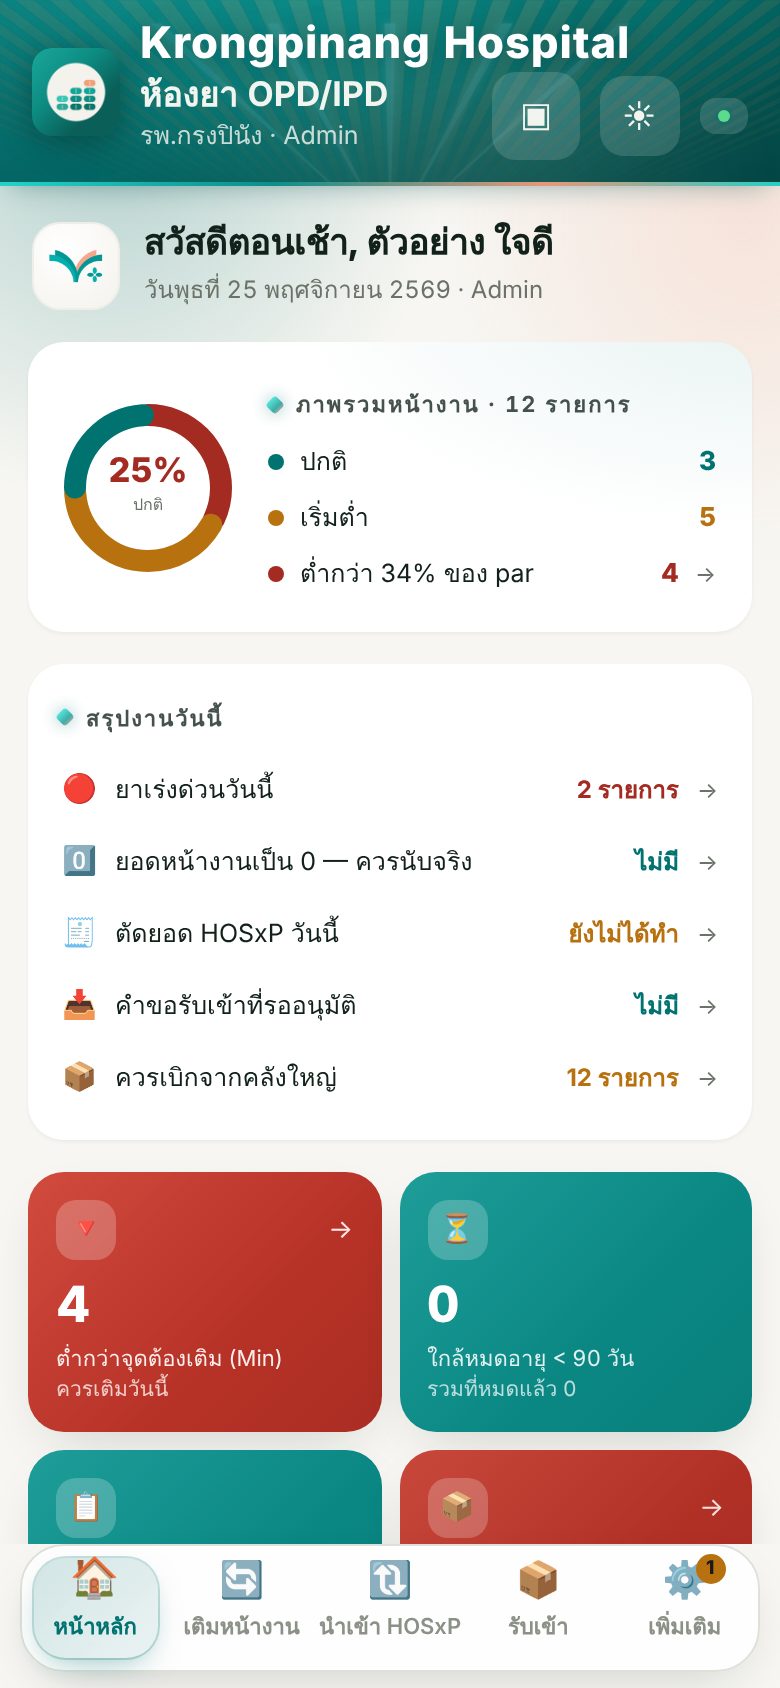 Krongpinang Hospital
ห้องยา OPD/IPD
รพ.กรงปินัง · Admin
สวัสดีตอนเช้า, ตัวอย่าง ใจดี
วันพุธที่ 25 พฤศจิกายน 2569 · Admin
ภาพรวมหน้างาน · 12 รายการ
25%
ปกติ
ปกติ 3
เริ่มต่ำ 5
ต่ำกว่า 34% ของ par 4 →
สรุปงานวันนี้
ยาเร่งด่วนวันนี้ 2 รายการ →
0 ยอดหน้างานเป็น 0 — ควรนับจริง ไม่มี →
ตัดยอด HOSxP วันนี้ ยังไม่ได้ทำ →
คำขอรับเข้าที่รออนุมัติ ไม่มี →
ควรเบิกจากคลังใหญ่ 12 รายการ →
→
4
ต่ำกว่าจุดต้องเติม (Min)
ควรเติมวันนี้
0
ใกล้หมดอายุ < 90 วัน
รวมที่หมดแล้ว 0
→
หน้าหลัก
เติมหน้างาน
นำเข้า HOSxP
รับเข้า
1
เพิ่มเติม